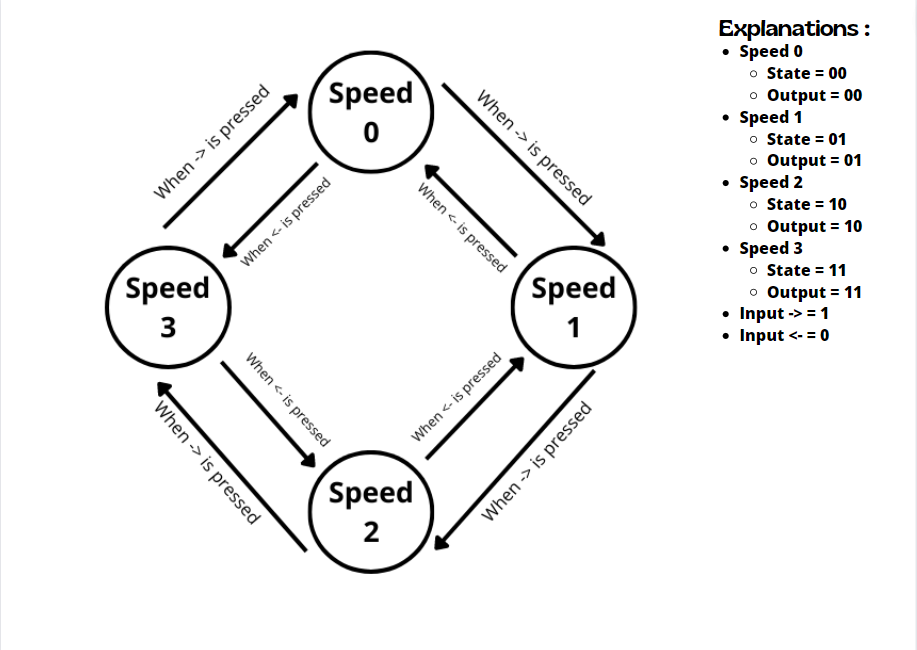 Explanations :
Speed 0
State = 00
Output = 00
Speed 1
State = 01
Output = 01
Speed 2
State = 10
Output = 10
Speed 3
State = 11
Output = 11
Input -> = 1
Input <- = 0
Speed
0
When -> is pressed
When -> is pressed
When <- is pressed
When <- is pressed
Speed
3
Speed
1
When <- is pressed
When <- is pressed
When -> is pressed
When -> is pressed
Speed
2